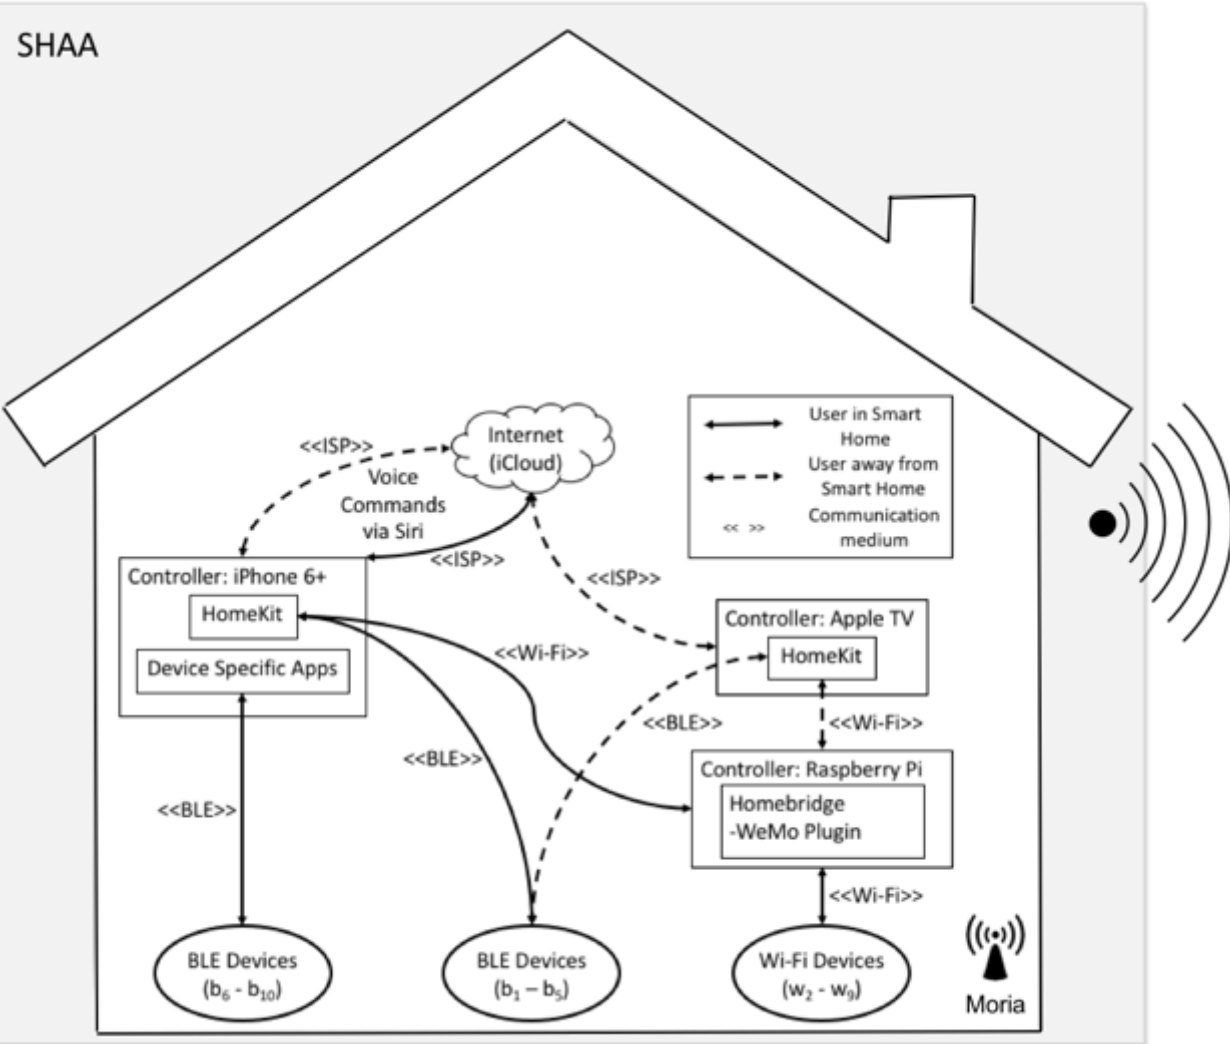 SHAA
<<ISP>>
Internet
(iCloud)
Voice
Commands
via Siri
<<ISP>>
User in Smart
Home
User away from
Smart Home
<< >>
Communication
medium
<<ISP>>
Controller: iPhone 6+
HomeKit
Device Specific Apps
<<Wi-Fi>>
Controller: Apple TV
HomeKit
<<BLE>>
<<Wi-Fi>>
<<BLE>>
Controller: Raspberry Pi
Homebridge
-WeMo Plugin
<<BLE>>
<<Wi-Fi>>
BLE Devices
(b₆ - b₁₀)
BLE Devices
(b₁ – b₅)
Wi-Fi Devices
(w₂ - w₉)
Moria